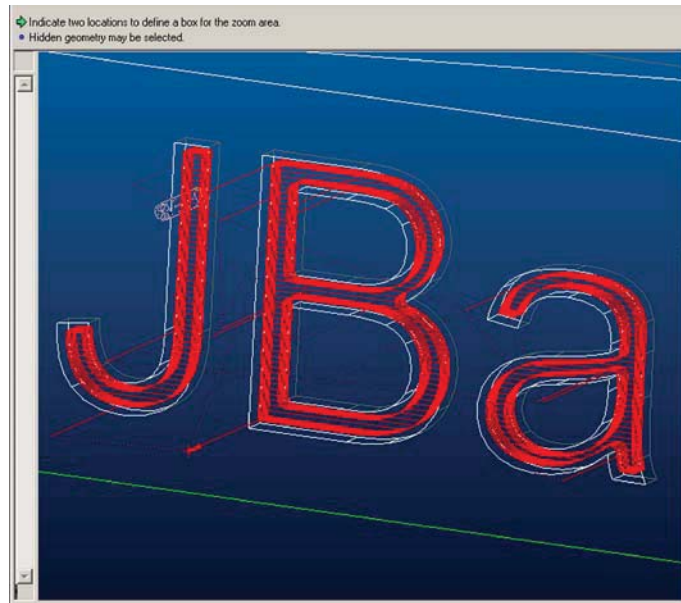 Indicate two locations to define a box for the zoom area.
Hidden geometry may be selected.
JBa